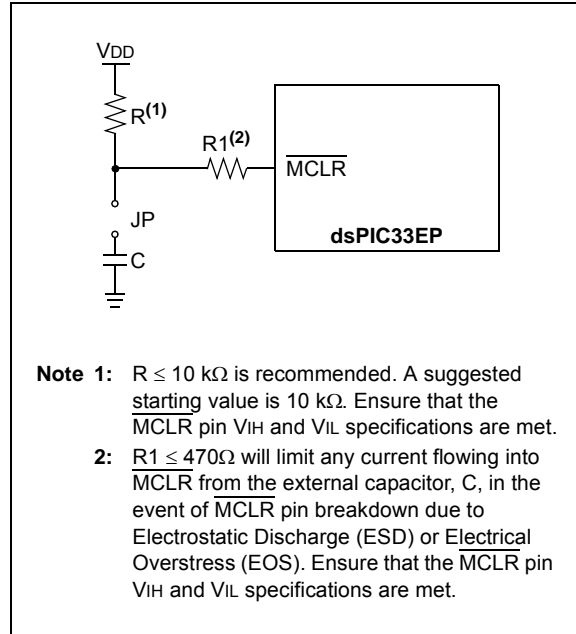 VDD
R(1)
R1(2)
MCLR
JP
dsPIC33EP
C
Note 1: R ≤ 10 kΩ is recommended. A suggested
starting value is 10 kΩ. Ensure that the
MCLR pin VIH and VIL specifications are met.
2: R1 ≤ 470Ω will limit any current flowing into
MCLR from the external capacitor, C, in the
event of MCLR pin breakdown due to
Electrostatic Discharge (ESD) or Electrical
Overstress (EOS). Ensure that the MCLR pin
VIH and VIL specifications are met.